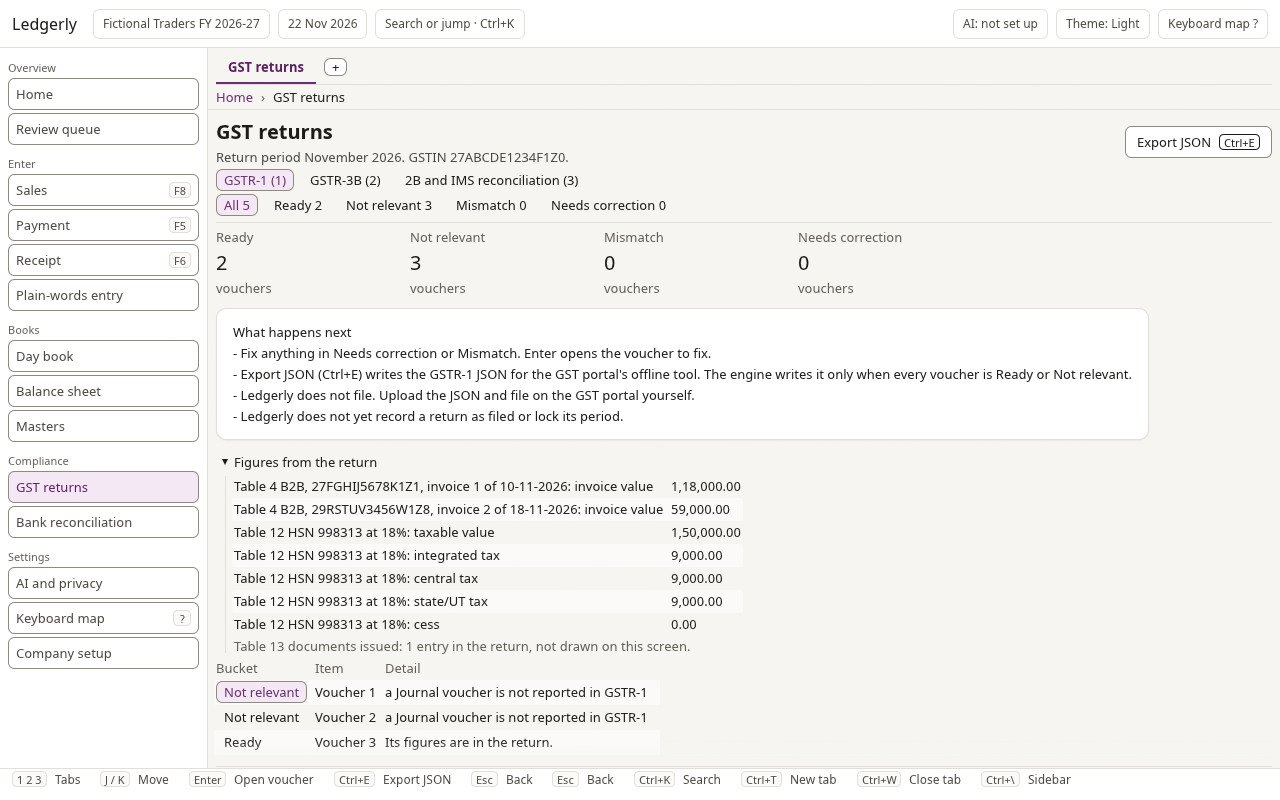 Ledgerly
Fictional Traders FY 2026-27
22 Nov 2026
Search or jump · Ctrl+K
AI: not set up
Theme: Light
Keyboard map ?
Overview
Home
Review queue
Enter
Sales F8
Payment F5
Receipt F6
Plain-words entry
Books
Day book
Balance sheet
Masters
Compliance
GST returns
Bank reconciliation
Settings
AI and privacy
Keyboard map ?
Company setup
GST returns +
Home › GST returns
GST returns
Return period November 2026. GSTIN 27ABCDE1234F1Z0.
Export JSON Ctrl+E
GSTR-1 (1) GSTR-3B (2) 2B and IMS reconciliation (3)
All 5 Ready 2 Not relevant 3 Mismatch 0 Needs correction 0
Ready Not relevant Mismatch Needs correction
2 3 0 0
vouchers vouchers vouchers vouchers
What happens next
- Fix anything in Needs correction or Mismatch. Enter opens the voucher to fix.
- Export JSON (Ctrl+E) writes the GSTR-1 JSON for the GST portal's offline tool. The engine writes it only when every voucher is Ready or Not relevant.
- Ledgerly does not file. Upload the JSON and file on the GST portal yourself.
- Ledgerly does not yet record a return as filed or lock its period.
▾ Figures from the return
Table 4 B2B, 27FGHIJ5678K1Z1, invoice 1 of 10-11-2026: invoice value 1,18,000.00
Table 4 B2B, 29RSTUV3456W1Z8, invoice 2 of 18-11-2026: invoice value 59,000.00
Table 12 HSN 998313 at 18%: taxable value 1,50,000.00
Table 12 HSN 998313 at 18%: integrated tax 9,000.00
Table 12 HSN 998313 at 18%: central tax 9,000.00
Table 12 HSN 998313 at 18%: state/UT tax 9,000.00
Table 12 HSN 998313 at 18%: cess 0.00
Table 13 documents issued: 1 entry in the return, not drawn on this screen.
Bucket Item Detail
Not relevant Voucher 1 a Journal voucher is not reported in GSTR-1
Not relevant Voucher 2 a Journal voucher is not reported in GSTR-1
Ready Voucher 3 Its figures are in the return.
1 2 3 Tabs J / K Move Enter Open voucher Ctrl+E Export JSON Esc Back Esc Back Ctrl+K Search Ctrl+T New tab Ctrl+W Close tab Ctrl+\ Sidebar